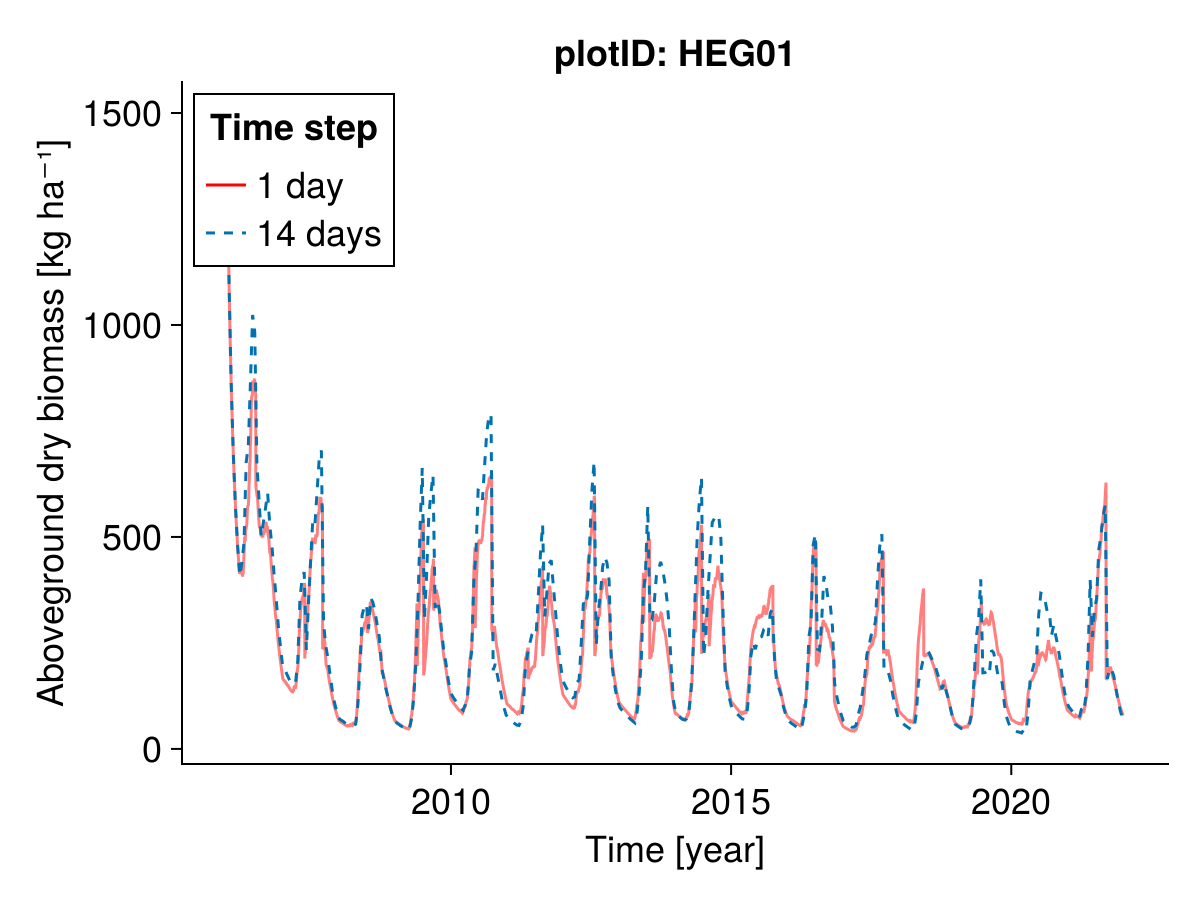 plotID: HEG01
Time step
1 day
14 days
Aboveground dry biomass [kg ha⁻¹]
1500
1000
500
0
2010
2015
2020
Time [year]